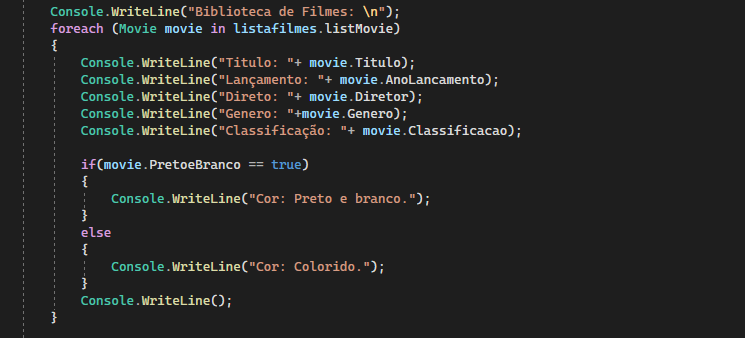 Console.WriteLine("Biblioteca de Filmes: \n");
foreach (Movie movie in listafilmes.listMovie)
{
Console.WriteLine("Titulo: "+ movie.Titulo);
Console.WriteLine("Lançamento: "+ movie.AnoLancamento);
Console.WriteLine("Direto: "+ movie.Diretor);
Console.WriteLine("Genero: "+movie.Genero);
Console.WriteLine("Classificação: "+ movie.Classificacao);
if(movie.PretoeBranco == true)
{
Console.WriteLine("Cor: Preto e branco.");
}
else
{
Console.WriteLine("Cor: Colorido.");
}
Console.WriteLine();
}